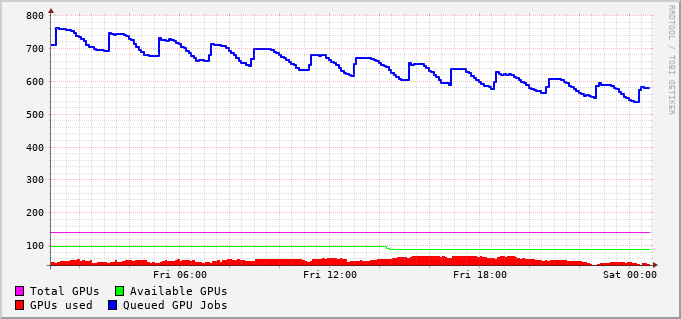 800
700
600
500
400
300
200
100
Fri 06:00 Fri 12:00 Fri 18:00 Sat 00:00
Total GPUs Available GPUs
GPUs used Queued GPU Jobs
RRDTOOL / TOBI OETIKER